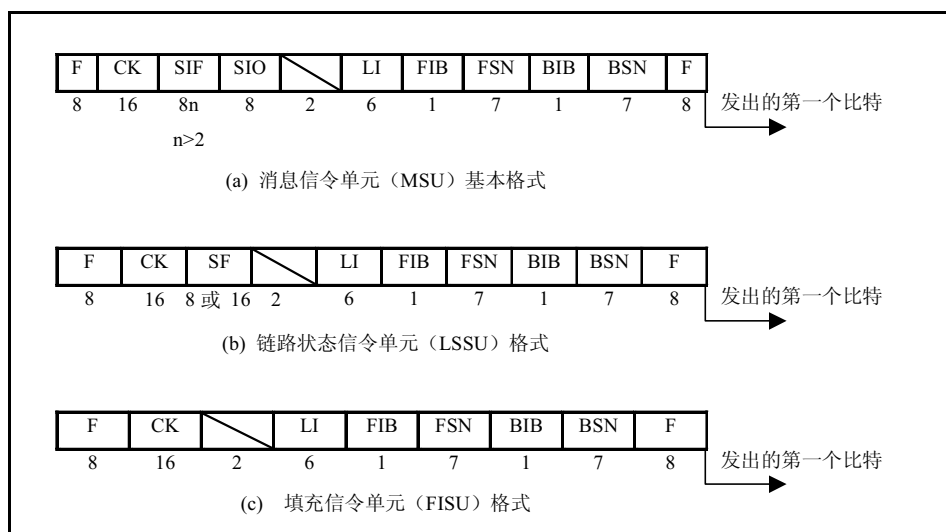 F CK SIF SIO LI FIB FSN BIB BSN F
8 16 8n 8 2 6 1 7 1 7 8 发出的第一个比特
n>2
(a) 消息信令单元（MSU）基本格式
F CK SF LI FIB FSN BIB BSN F
8 16 8 或 16 2 6 1 7 1 7 8 发出的第一个比特
(b) 链路状态信令单元（LSSU）格式
F CK LI FIB FSN BIB BSN F
8 16 2 6 1 7 1 7 8 发出的第一个比特
(c) 填充信令单元（FISU）格式